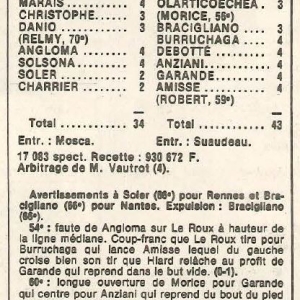 MARAIS ........ 4 OLARTICOECHEA . 3
CHRISTOPHE..... 3 (MORICE, 56e)
DANIO ......... 3 BRACIGLIANO .... 3
(RELMY, 70e) BURRUCHAGA .... 4
ANGLOMA ....... 4 DEBOTTÉ ........ 4
SOLSONA ....... 4 ANZIANI......... 4
SOLER ......... 2 GARANDE ....... 4
CHARRIER ...... 2 AMISSE ......... 4
(ROBERT, 59e)
Total ........... 34 Total ........... 43
Entr. : Mosca. Entr. : Suaudeau.
17 083 spect. Recette : 930 672 F.
Arbitrage de M. Vautrot (4).
Avertissements à Soler (86e) pour Rennes et Bra-
cigliano (66e) pour Nantes. Expulsion : Bracigliano
(86e).
54e : faute de Angloma sur Le Roux à hauteur de
la ligne médiane. Coup-franc que Le Roux tire pour
Burruchaga qui lance Amisse lequel du gauche
croise bien son tir que Hiard relâche au profit de
Garande qui reprend dans le but vide. (0-1).
60e : longue ouverture de Morice pour Garande
qui centre pour Anziani qui reprend du bout du pied